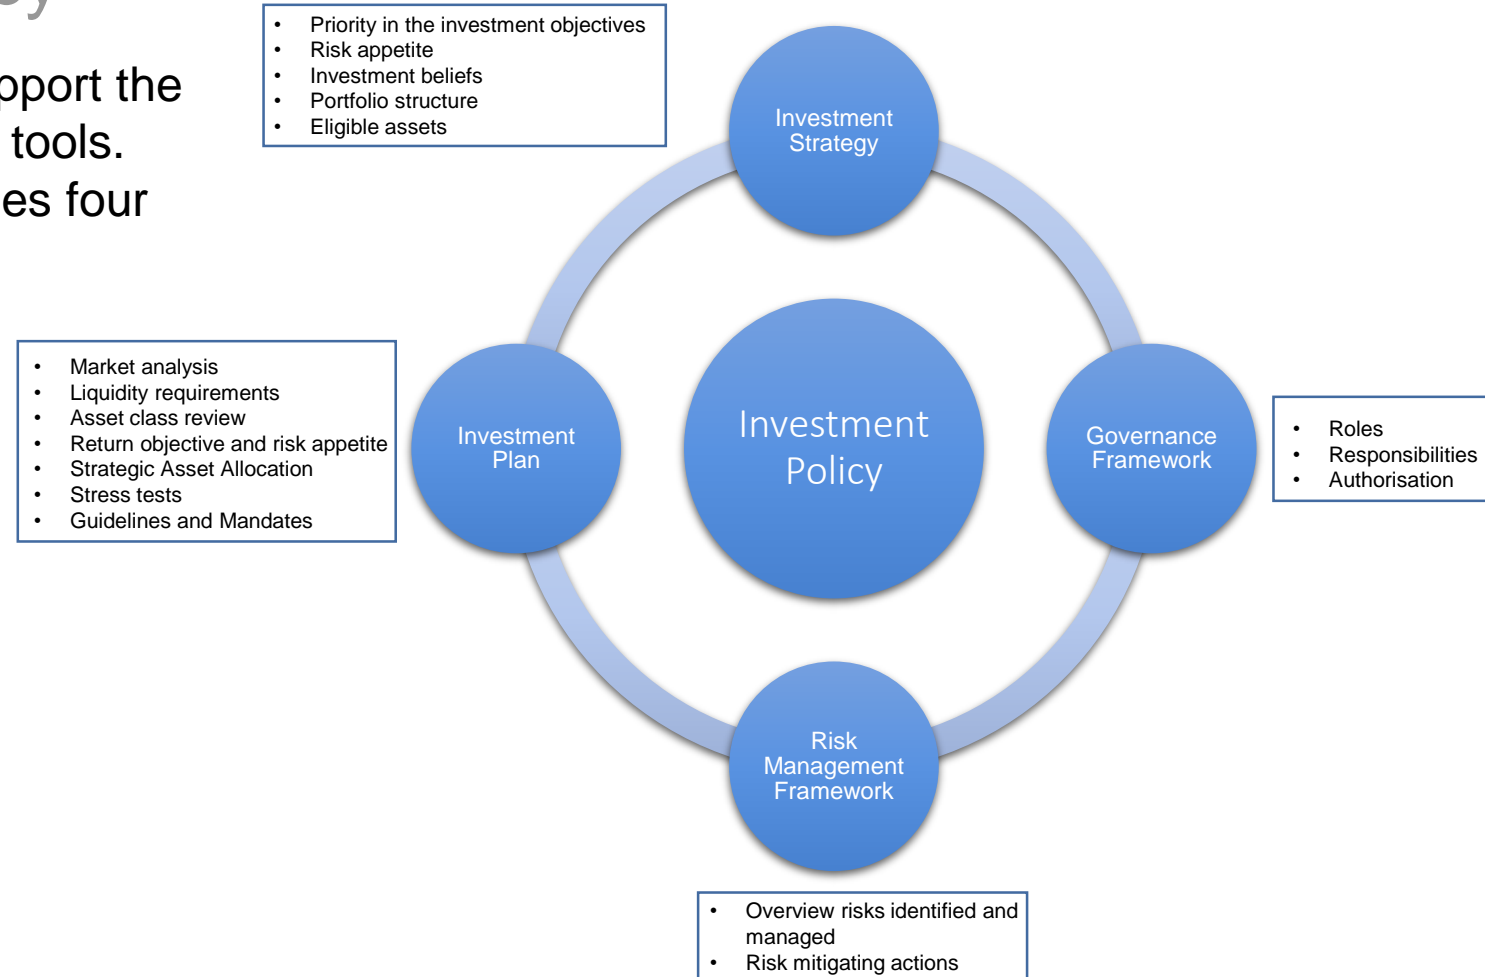 • Priority in the investment objectives
• Risk appetite
• Investment beliefs
• Portfolio structure
• Eligible assets
the
tools.
four
Investment
Strategy
• Market analysis
• Liquidity requirements
• Asset class review
• Return objective and risk appetite
• Strategic Asset Allocation
• Stress tests
• Guidelines and Mandates
Investment
Plan
Investment
Policy
Governance
Framework
• Roles
• Responsibilities
• Authorisation
Risk
Management
Framework
• Overview risks identified and
managed
• Risk mitigating actions